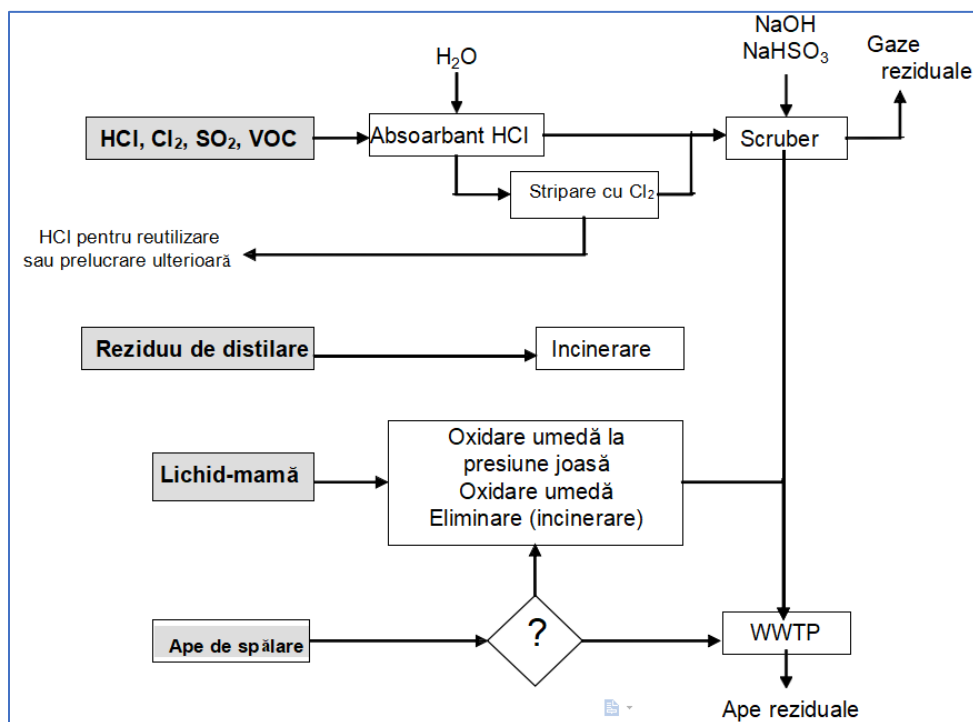 NaOH
NaHSO₃
Gaze
reziduale
H₂O
HCl, Cl₂, SO₂, VOC
Absoarbant HCl
Scruber
Stripare cu Cl₂
HCl pentru reutilizare
sau prelucrare ulterioară
Reziduu de distilare
Incinerare
Oxidare umedă la
presiune joasă
Oxidare umedă
Eliminare (incinerare)
Lichid-mamă
Ape de spălare
?
WWTP
Ape reziduale